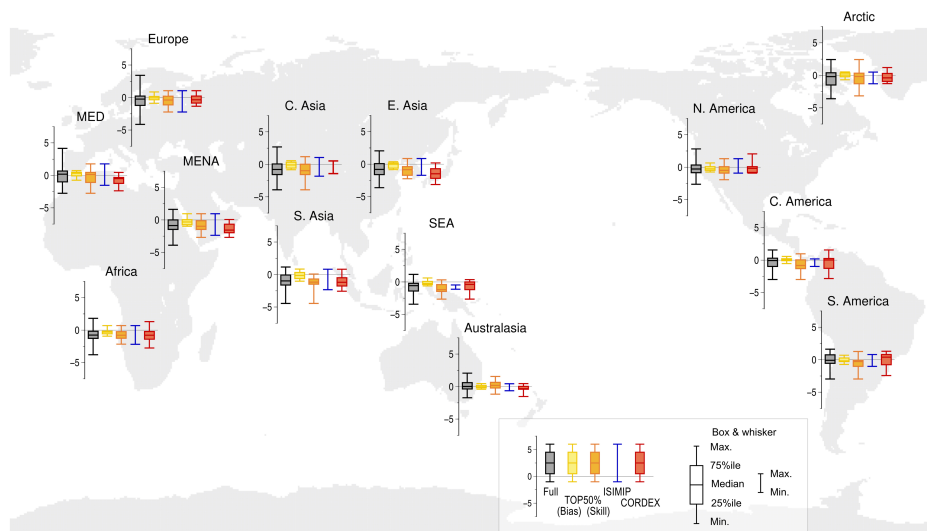 Arctic
5
0
−5
Europe
5
0
−5
MED
5
0
−5
C. Asia
5
0
−5
E. Asia
5
0
−5
N. America
5
0
−5
MENA
5
0
−5
S. Asia
5
0
−5
SEA
5
0
−5
C. America
5
0
−5
Africa
5
0
−5
S. America
5
0
−5
Australasia
5
0
−5
5
0
−5
Full
TOP50%
(Bias) (Skill)
ISIMIP
CORDEX
Box & whisker
Max.
75%ile
Median
25%ile
Min.
Max.
Min.